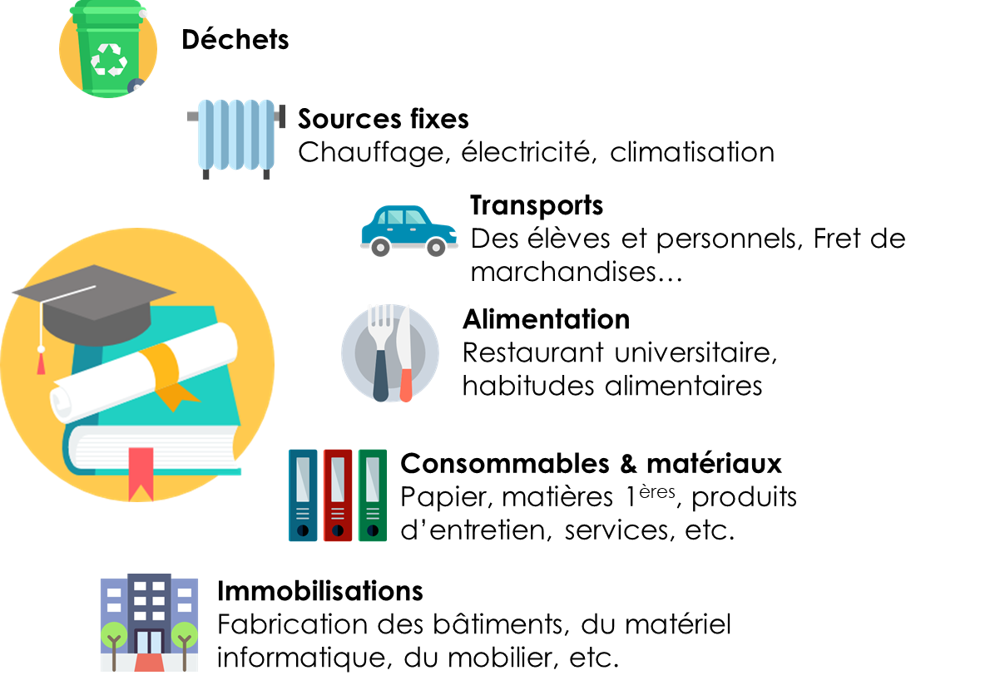 Déchets
Sources fixes
Chauffage, électricité, climatisation
Transports
Des élèves et personnels, Fret de
marchandises…
Alimentation
Restaurant universitaire,
habitudes alimentaires
Consommables & matériaux
Papier, matières 1ères, produits
d’entretien, services, etc.
Immobilisations
Fabrication des bâtiments, du matériel
informatique, du mobilier, etc.